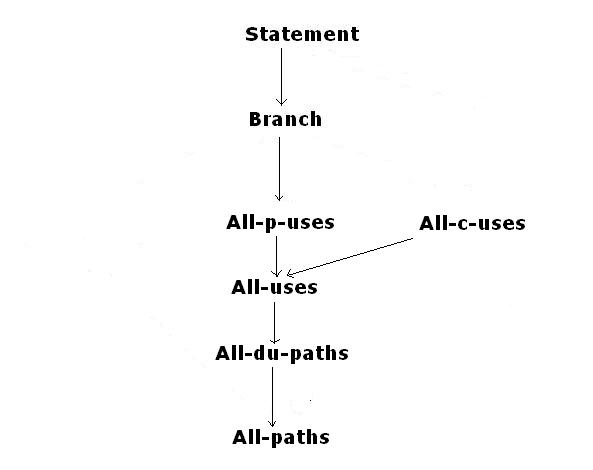 Statement
Branch
All-p-uses
All-c-uses
All-uses
All-du-paths
All-paths